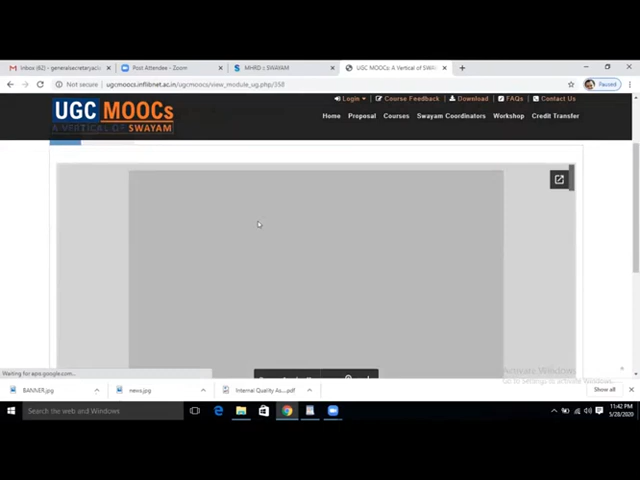 Inbox (62) - generalsecretaryacl
Post Attendee - Zoom
MHRD :: SWAYAM
UGC MOOCs: A Vertical of SWA
Not secure
ugcmoocs.inflibnet.ac.in/ugcmoocs/view_module_ug.php/350
Paused
Login
Course Feedback
Download
FAQs
Contact Us
UGC MOOCs
A VERTICAL OF SWAYAM
Home
Proposal
Courses
Swayam Coordinators
Workshop
Credit Transfer
Waiting for apis.google.com...
Activate Windows
Go to Settings to activate Windows.
BANNER.jpg
news.jpg
Internal Quality As....pdf
Show all
Search the web and Windows
11:42 PM
5/28/2020